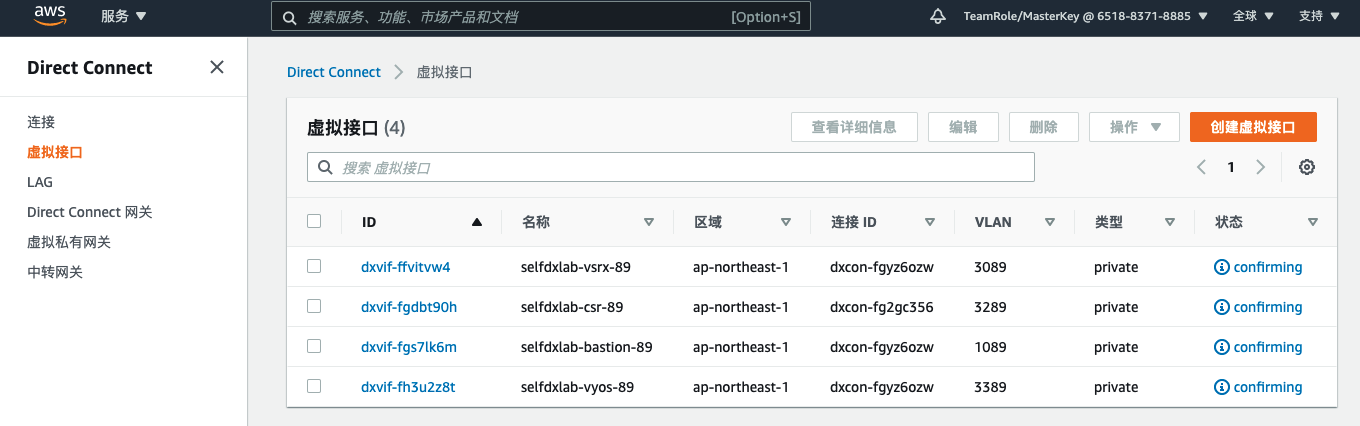 aws 服务 搜索服务、功能、市场产品和文档 [Option+S] TeamRole/MasterKey @ 6518-8371-8885 全球 支持
Direct Connect
连接
虚拟接口
LAG
Direct Connect 网关
虚拟私有网关
中转网关
Direct Connect 虚拟接口
虚拟接口 (4) 查看详细信息 编辑 删除 操作 创建虚拟接口
搜索 虚拟接口 1
ID 名称 区域 连接 ID VLAN 类型 状态
dxvif-ffvitvw4 selfdxlab-vsrx-89 ap-northeast-1 dxcon-fgyz6ozw 3089 private confirming
dxvif-fgdbt90h selfdxlab-csr-89 ap-northeast-1 dxcon-fg2gc356 3289 private confirming
dxvif-fgs7lk6m selfdxlab-bastion-89 ap-northeast-1 dxcon-fgyz6ozw 1089 private confirming
dxvif-fh3u2z8t selfdxlab-vyos-89 ap-northeast-1 dxcon-fgyz6ozw 3389 private confirming